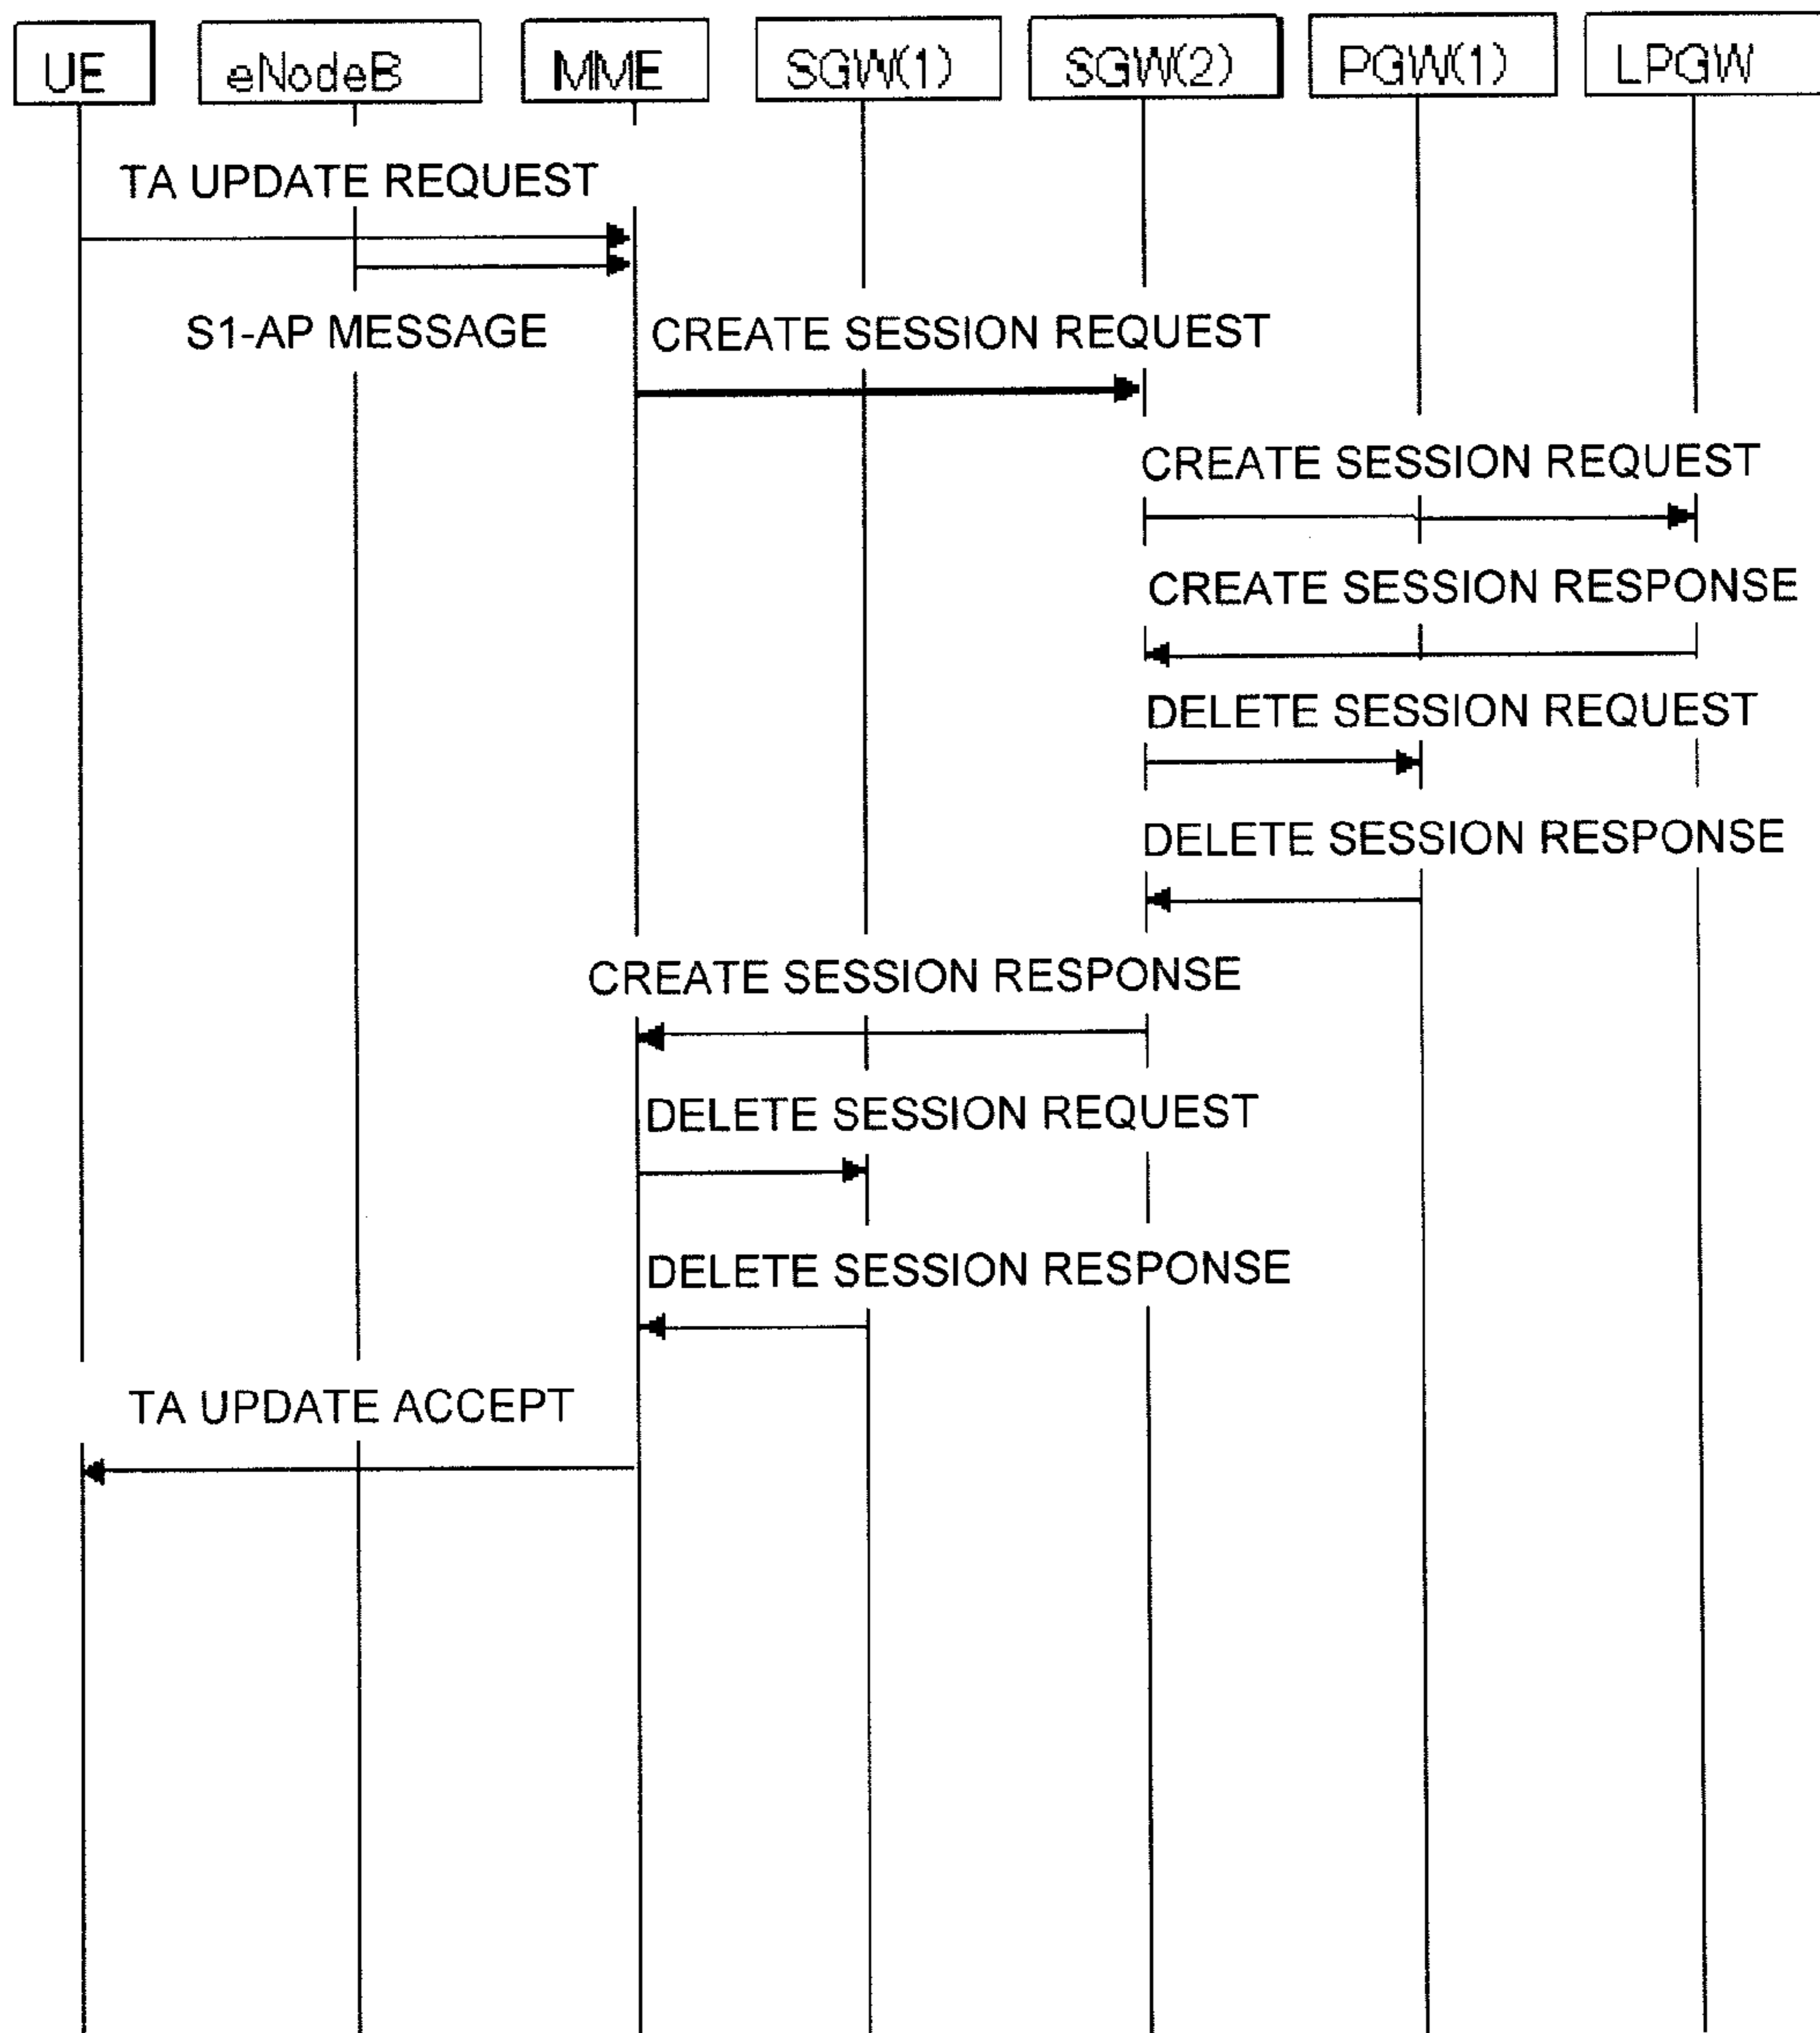 UE eNodeB MME SGW(1) SGW(2) PGW(1) LPGW
TA UPDATE REQUEST
S1-AP MESSAGE
CREATE SESSION REQUEST
CREATE SESSION REQUEST
CREATE SESSION RESPONSE
DELETE SESSION REQUEST
DELETE SESSION RESPONSE
CREATE SESSION RESPONSE
DELETE SESSION REQUEST
DELETE SESSION RESPONSE
TA UPDATE ACCEPT